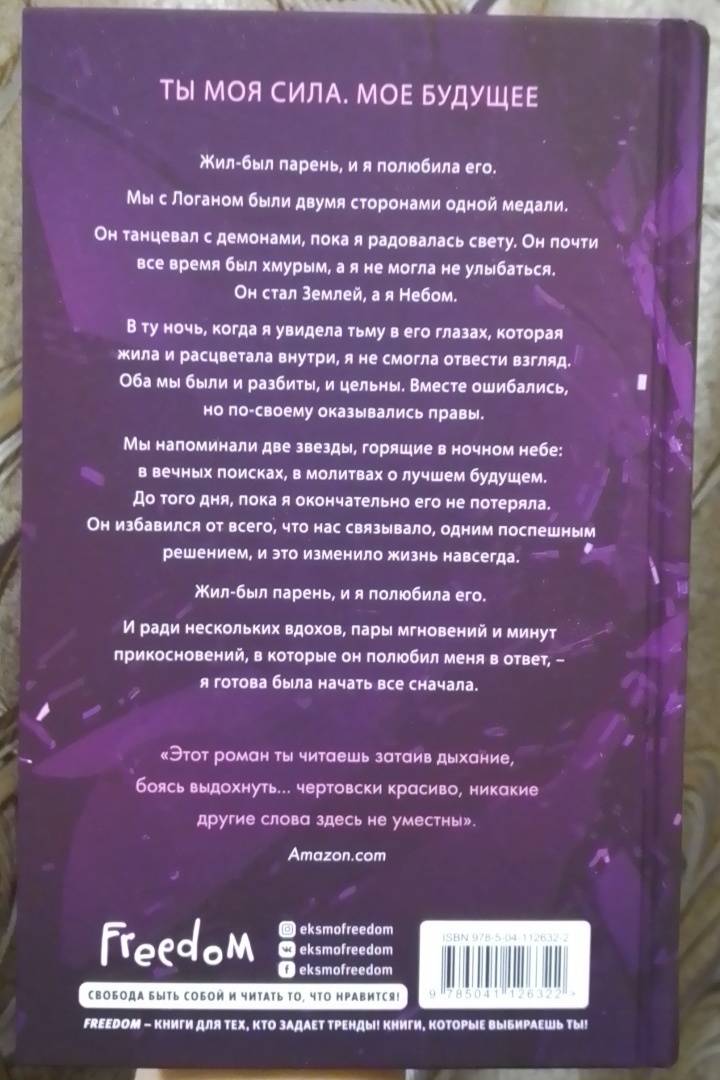 ТЫ МОЯ СИЛА. МОЕ БУДУЩЕЕ
Жил-был парень, и я полюбила его.
Мы с Логаном были двумя сторонами одной медали.
Он танцевал с демонами, пока я радовалась свету. Он почти
все время был хмурым, а я не могла не улыбаться.
Он стал Землей, а я Небом.
В ту ночь, когда я увидела тьму в его глазах, которая
жила и расцветала внутри, я не смогла отвести взгляд.
Оба мы были и разбиты, и цельны. Вместе ошибались,
но по-своему оказывались правы.
Мы напоминали две звезды, горящие в ночном небе:
в вечных поисках, в молитвах о лучшем будущем.
До того дня, пока я окончательно его не потеряла.
Он избавился от всего, что нас связывало, одним поспешным
решением, и это изменило жизнь навсегда.
Жил-был парень, и я полюбила его.
И ради нескольких вдохов, пары мгновений и минут
прикосновений, в которые он полюбил меня в ответ, –
я готова была начать все сначала.
«Этот роман ты читаешь затаив дыхание,
боясь выдохнуть... чертовски красиво, никакие
другие слова здесь не уместны».
Amazon.com
Freedom
eksmofreedom
eksmofreedom
eksmofreedom
СВОБОДА БЫТЬ СОБОЙ И ЧИТАТЬ ТО, ЧТО НРАВИТСЯ!
FREEDOM – КНИГИ ДЛЯ ТЕХ, КТО ЗАДАЕТ ТРЕНДЫ! КНИГИ, КОТОРЫЕ ВЫБИРАЕШЬ ТЫ!
ISBN 978-5-04-112632-2
9 785041 126322 >